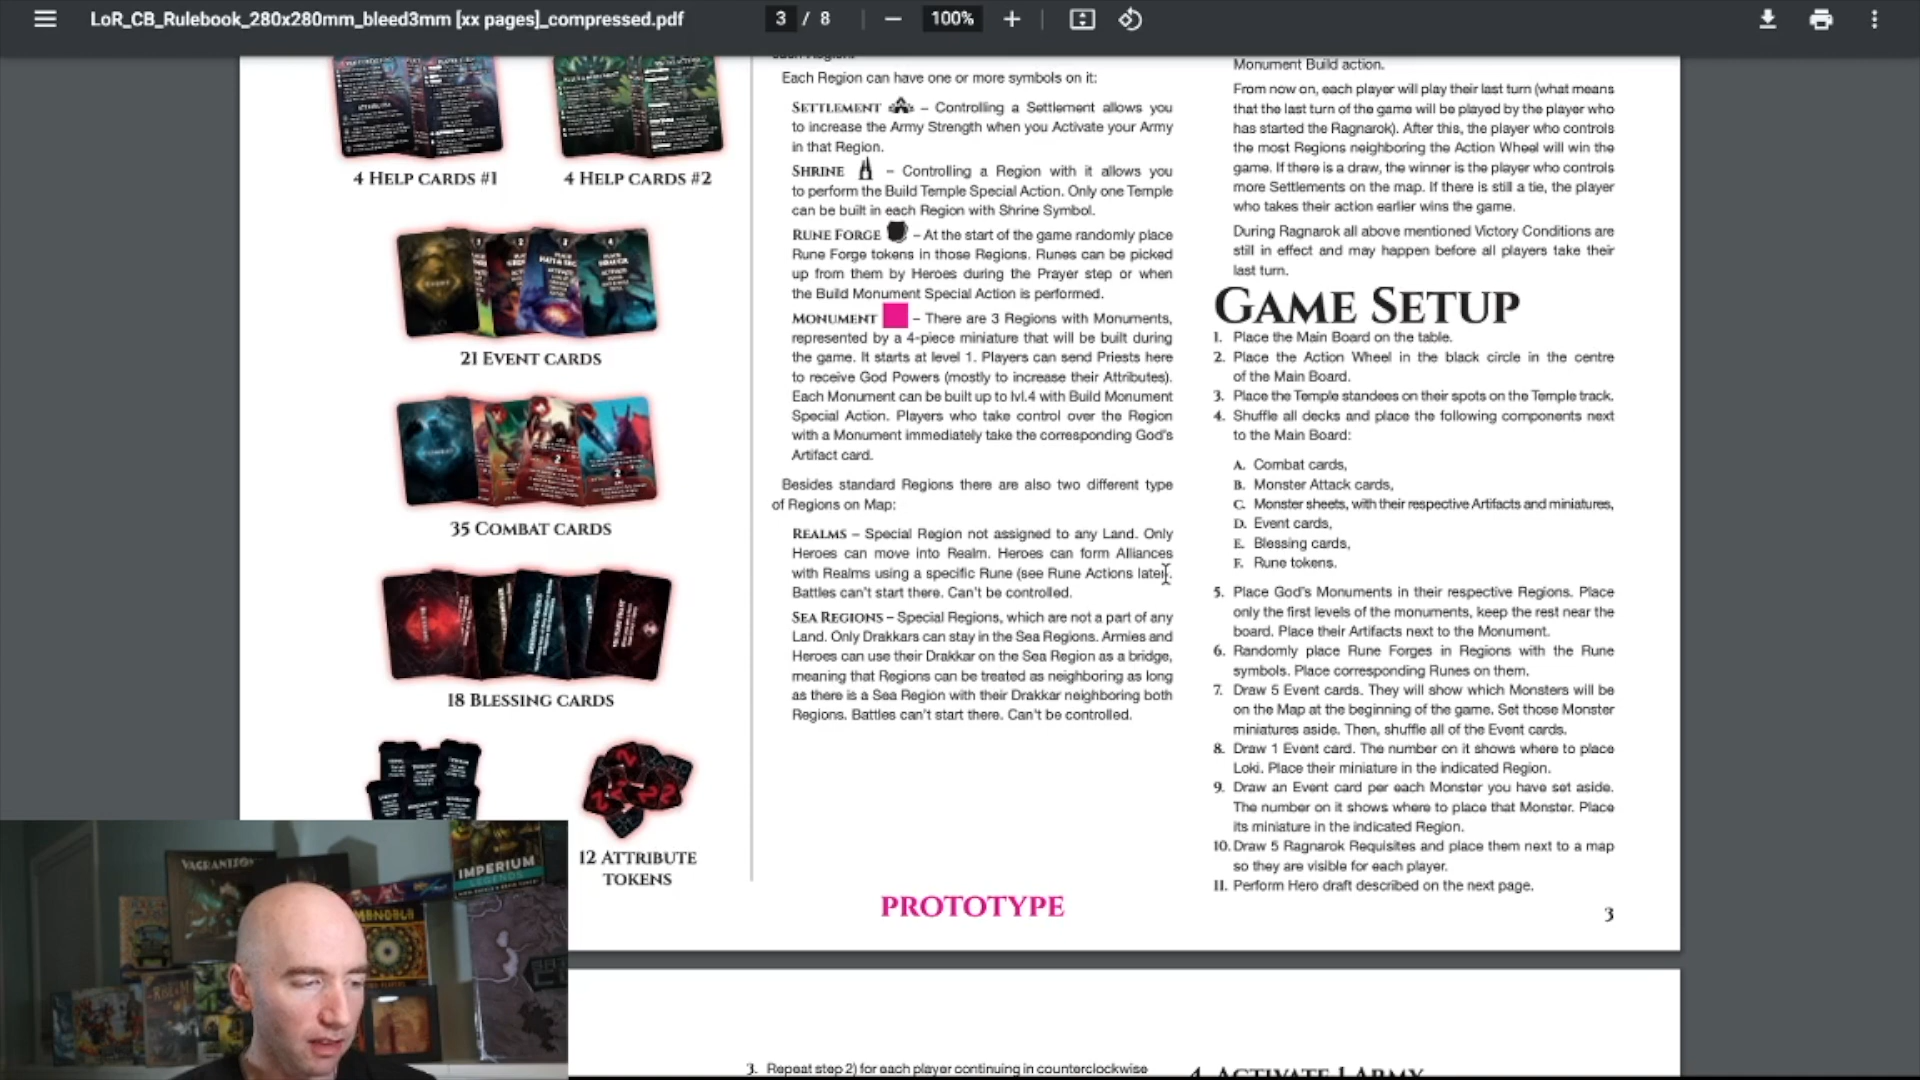 LoR_CB_Rulebook_280x280mm_bleed3mm [xx pages]_compressed.pdf
3 / 8
100%
4 Help cards #1
4 Help cards #2
21 Event cards
35 Combat cards
18 Blessing cards
12 Attribute
tokens
Each Region can have one or more symbols on it:
Settlement – Controlling a Settlement allows you
to increase the Army Strength when you Activate your Army
in that Region.
Shrine – Controlling a Region with it allows you
to perform the Build Temple Special Action. Only one Temple
can be built in each Region with Shrine Symbol.
Rune Forge – At the start of the game randomly place
Rune Forge tokens in those Regions. Runes can be picked
up from them by Heroes during the Prayer step or when
the Build Monument Special Action is performed.
Monument – There are 3 Regions with Monuments,
represented by a 4-piece miniature that will be built during
the game. It starts at level 1. Players can send Priests here
to receive God Powers (mostly to increase their Attributes).
Each Monument can be built up to lvl.4 with Build Monument
Special Action. Players who take control over the Region
with a Monument immediately take the corresponding God's
Artifact card.
Besides standard Regions there are also two different type
of Regions on Map:
Realms – Special Region not assigned to any Land. Only
Heroes can move into Realm. Heroes can form Alliances
with Realms using a specific Rune (see Rune Actions later).
Battles can't start there. Can't be controlled.
Sea Regions – Special Regions, which are not a part of any
Land. Only Drakkars can stay in the Sea Regions. Armies and
Heroes can use their Drakkar on the Sea Region as a bridge,
meaning that Regions can be treated as neighboring as long
as there is a Sea Region with their Drakkar neighboring both
Regions. Battles can't start there. Can't be controlled.
PROTOTYPE
Monument Build action.
From now on, each player will play their last turn (what means
that the last turn of the game will be played by the player who
has started the Ragnarok). After this, the player who controls
the most Regions neighboring the Action Wheel will win the
game. If there is a draw, the winner is the player who controls
more Settlements on the map. If there is still a tie, the player
who takes their action earlier wins the game.
During Ragnarok all above mentioned Victory Conditions are
still in effect and may happen before all players take their
last turn.
Game Setup
1. Place the Main Board on the table.
2. Place the Action Wheel in the black circle in the centre
of the Main Board.
3. Place the Temple standees on their spots on the Temple track.
4. Shuffle all decks and place the following components next
to the Main Board:
A. Combat cards,
B. Monster Attack cards,
C. Monster sheets, with their respective Artifacts and miniatures,
D. Event cards,
E. Blessing cards,
F. Rune tokens.
5. Place God's Monuments in their respective Regions. Place
only the first levels of the monuments, keep the rest near the
board. Place their Artifacts next to the Monument.
6. Randomly place Rune Forges in Regions with the Rune
symbols. Place corresponding Runes on them.
7. Draw 5 Event cards. They will show which Monsters will be
on the Map at the beginning of the game. Set those Monster
miniatures aside. Then, shuffle all of the Event cards.
8. Draw 1 Event card. The number on it shows where to place
Loki. Place their miniature in the indicated Region.
9. Draw an Event card per each Monster you have set aside.
The number on it shows where to place that Monster. Place
its miniature in the indicated Region.
10. Draw 5 Ragnarok Requisites and place them next to a map
so they are visible for each player.
11. Perform Hero draft described on the next page.
3
3. Repeat step 2) for each player continuing in counterclockwise
4. Activate 1 Army
VAGRANTSONG
IMPERIUM
LEGENDS
MANDALA